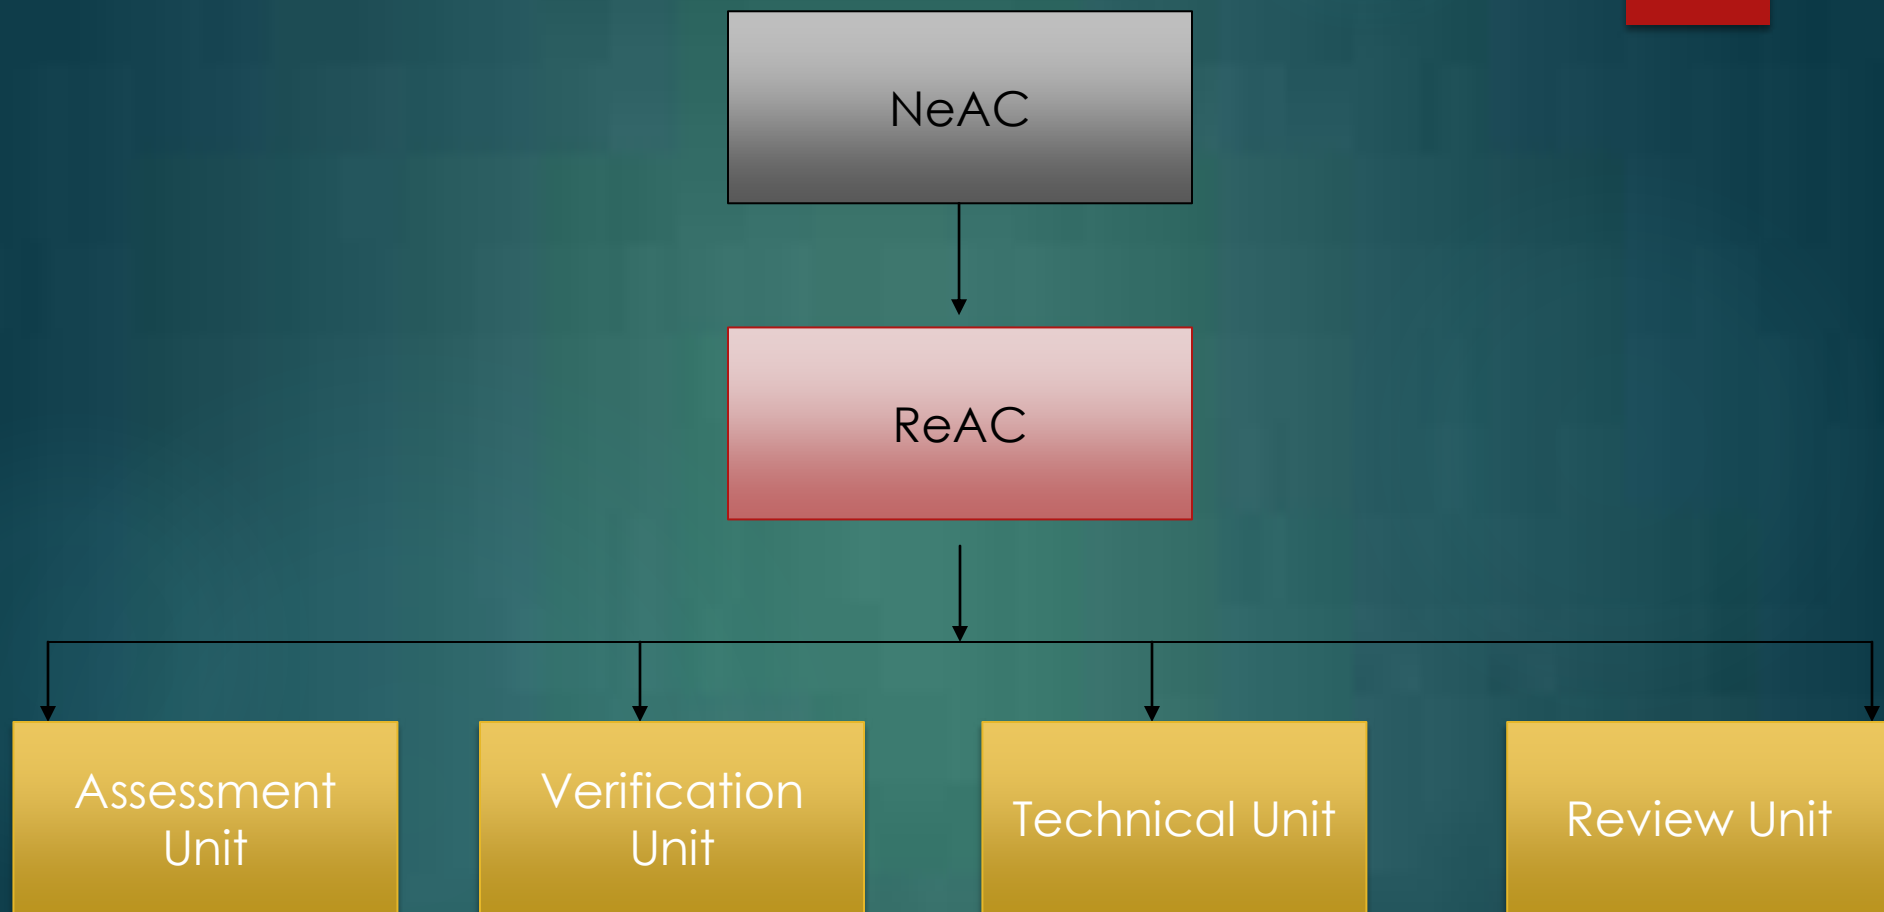 NeAC
ReAC
Assessment
Unit
Verification
Unit
Technical Unit
Review Unit